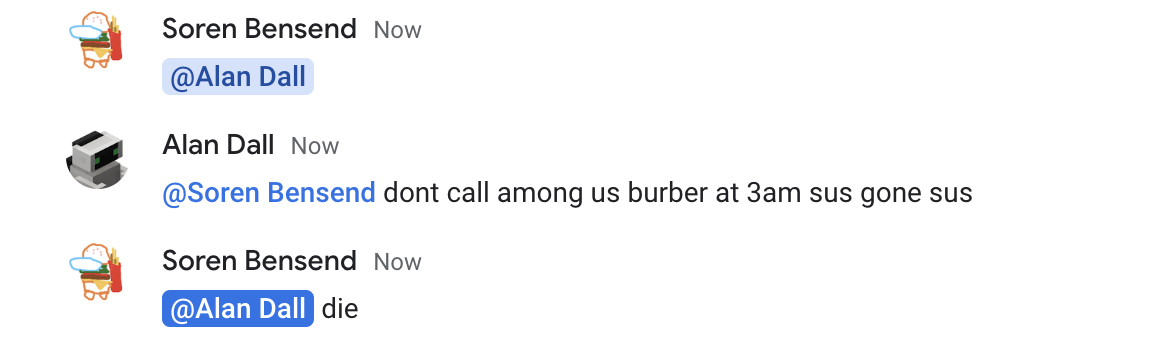 Soren Bensend Now
@Alan Dall
Alan Dall Now
@Soren Bensend dont call among us burber at 3am sus gone sus
Soren Bensend Now
@Alan Dall die